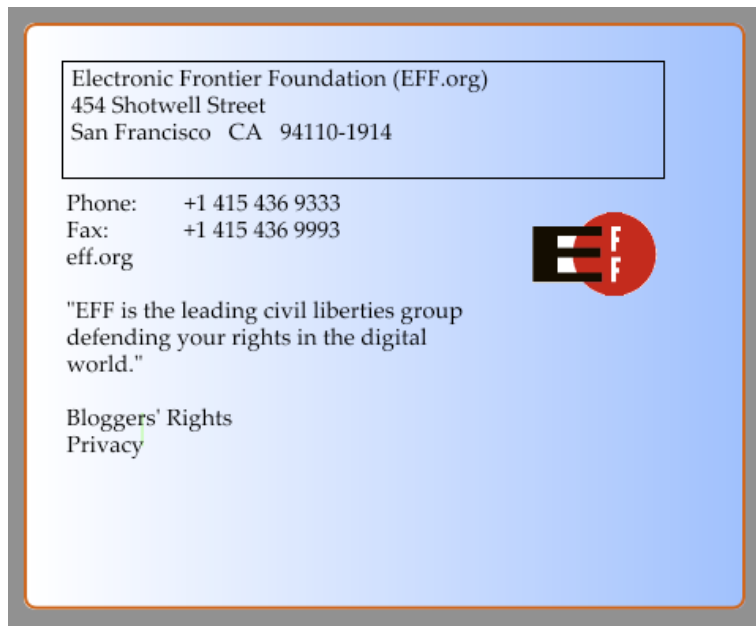 Electronic Frontier Foundation (EFF.org)
454 Shotwell Street
San Francisco   CA   94110-1914
Phone: +1 415 436 9333
Fax: +1 415 436 9993
eff.org
EFF
"EFF is the leading civil liberties group
defending your rights in the digital
world."
Bloggers' Rights
Privacy